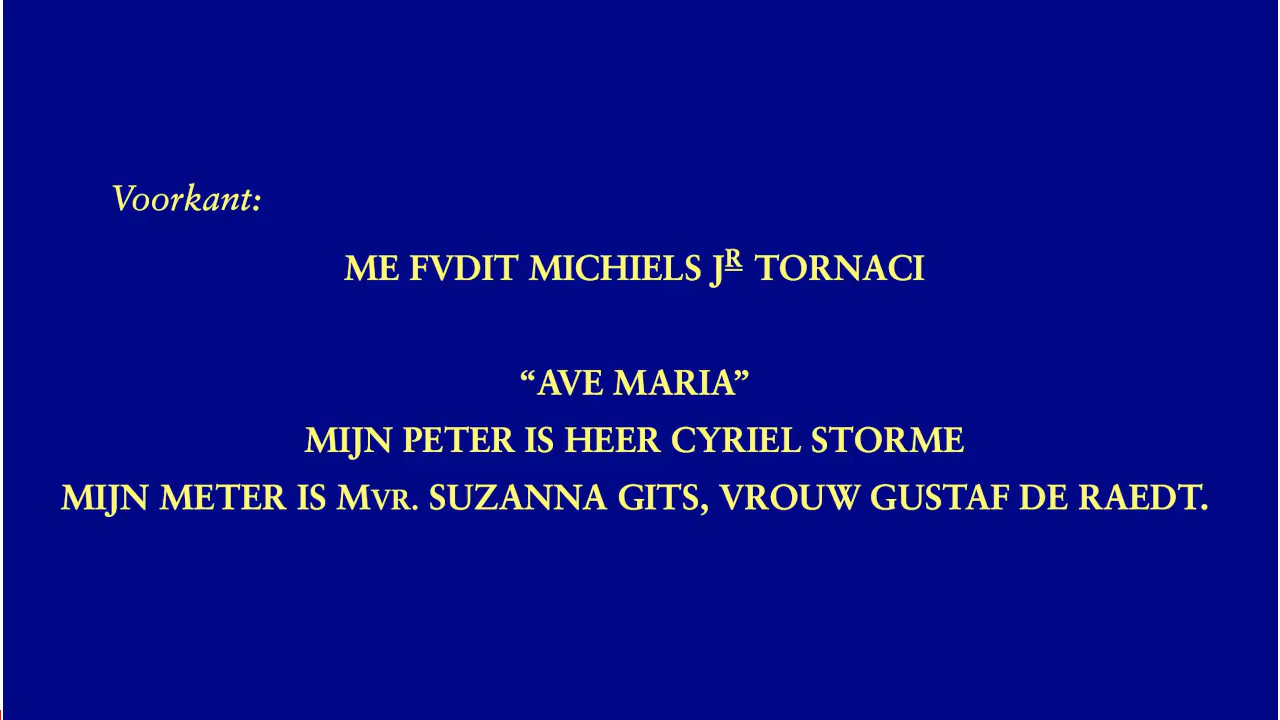 Voorkant:
ME FVDIT MICHIELS JR TORNACI
“AVE MARIA”
MIJN PETER IS HEER CYRIEL STORME
MIJN METER IS MVR. SUZANNA GITS, VROUW GUSTAF DE RAEDT.